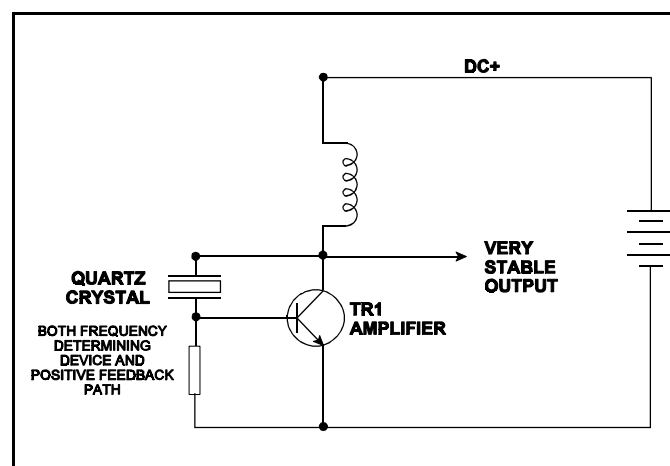 DC+
QUARTZ
CRYSTAL
BOTH FREQUENCY
DETERMINING
DEVICE AND
POSITIVE FEEDBACK
PATH
TR1
AMPLIFIER
VERY
STABLE
OUTPUT